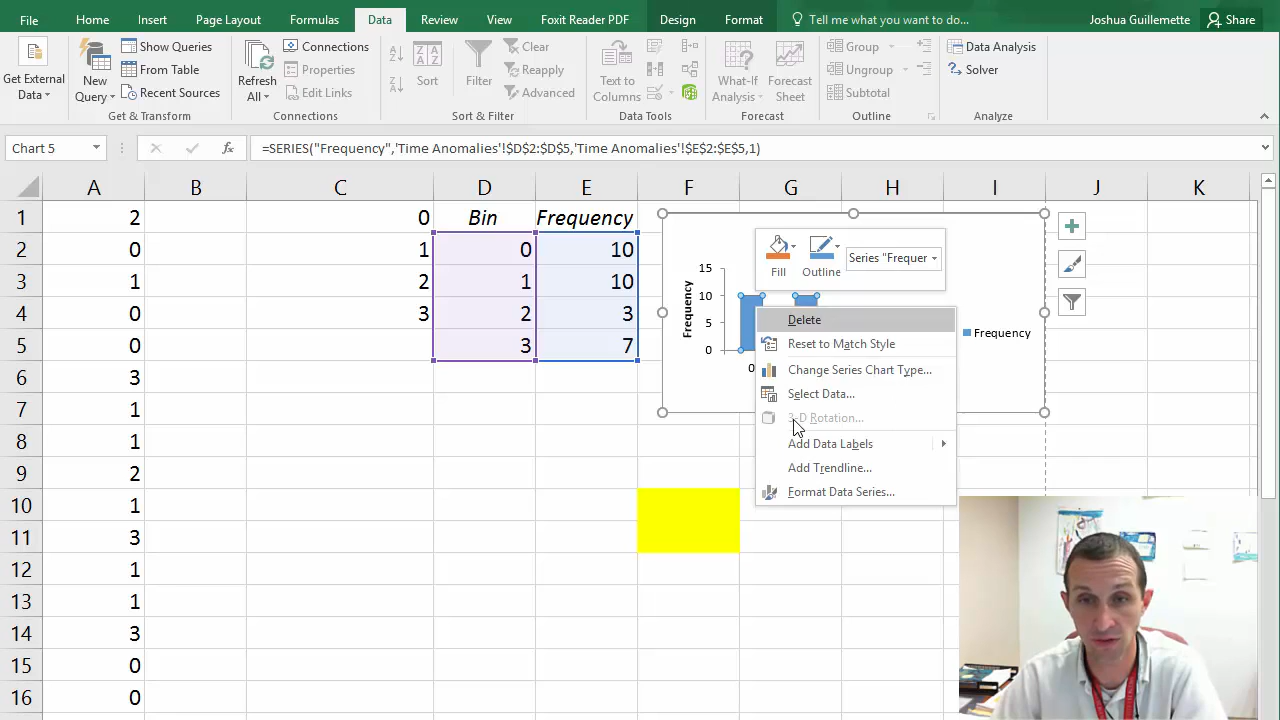 File Home Insert Page Layout Formulas Data Review View Foxit Reader PDF Design Format Tell me what you want to do... Joshua Guillemette Share
Get External Data
New Query
Show Queries
From Table
Recent Sources
Get & Transform
Refresh All
Connections
Properties
Edit Links
Connections
Sort
Filter
Clear
Reapply
Advanced
Sort & Filter
Text to Columns
Data Tools
What-If Analysis
Forecast Sheet
Forecast
Group
Ungroup
Subtotal
Outline
Data Analysis
Solver
Analyze
Chart 5 fx =SERIES("Frequency",'Time Anomalies'!$D$2:$D$5,'Time Anomalies'!$E$2:$E$5,1)
A B C D E F G H I J K
1 2 0 Bin Frequency
2 0 1 0 10
3 1 2 1 10
4 0 3 2 3
5 0 3 7
6 3
7 1
8 1
9 2
10 1
11 3
12 1
13 1
14 3
15 0
16 0
Fill Outline Series "Frequer
15
10
5
0
Frequency
0
Frequency
Delete
Reset to Match Style
Change Series Chart Type...
Select Data...
3-D Rotation...
Add Data Labels
Add Trendline...
Format Data Series...